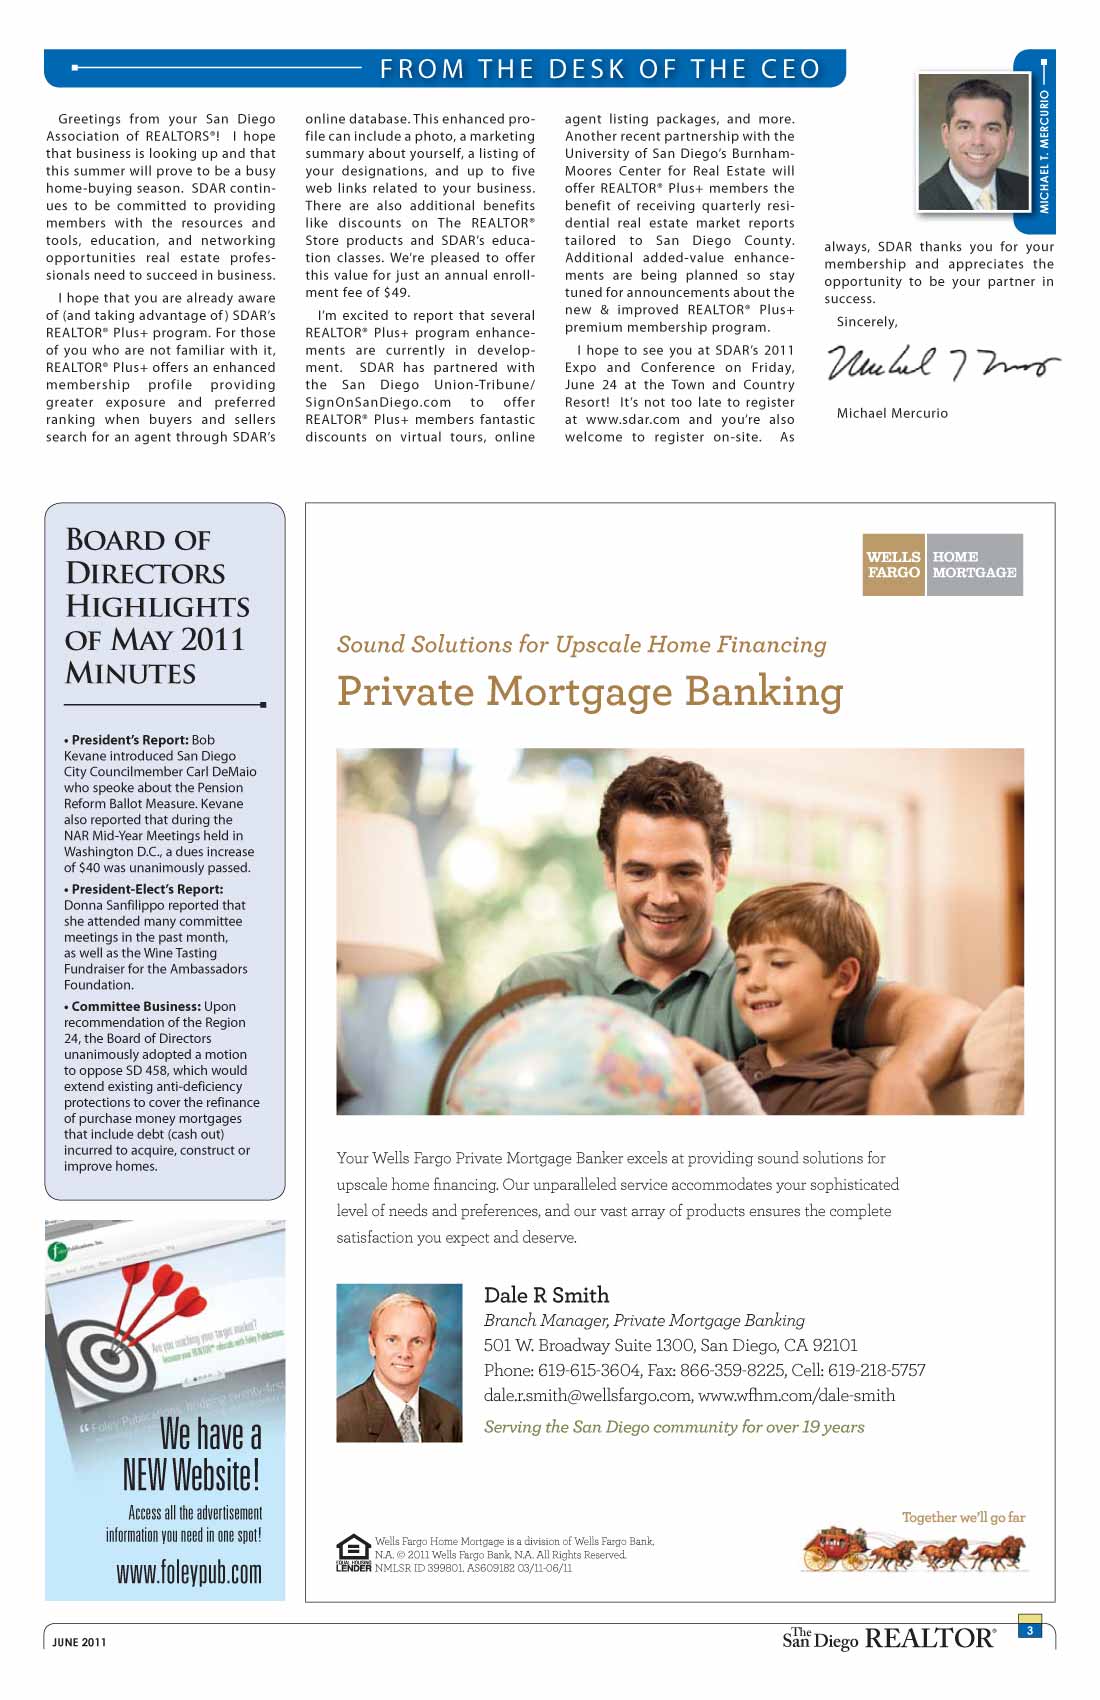 FROM THE DESK OF THE CEO
MICHAEL T. MERCURIO
Greetings from your San Diego
Association of REALTORS®! I hope
that business is looking up and that
this summer will prove to be a busy
home-buying season. SDAR contin-
ues to be committed to providing
members with the resources and
tools, education, and networking
opportunities real estate profes-
sionals need to succeed in business.
I hope that you are already aware
of (and taking advantage of) SDAR's
REALTOR® Plus+ program. For those
of you who are not familiar with it,
REALTOR® Plus+ offers an enhanced
membership profile providing
greater exposure and preferred
ranking when buyers and sellers
search for an agent through SDAR's
online database. This enhanced pro-
file can include a photo, a marketing
summary about yourself, a listing of
your designations, and up to five
web links related to your business.
There are also additional benefits
like discounts on The REALTOR®
Store products and SDAR's educa-
tion classes. We're pleased to offer
this value for just an annual enroll-
ment fee of $49.
I'm excited to report that several
REALTOR® Plus+ program enhance-
ments are currently in develop-
ment. SDAR has partnered with
the San Diego Union-Tribune/
SignOnSanDiego.com to offer
REALTOR® Plus+ members fantastic
discounts on virtual tours, online
agent listing packages, and more.
Another recent partnership with the
University of San Diego's Burnham-
Moores Center for Real Estate will
offer REALTOR® Plus+ members the
benefit of receiving quarterly resi-
dential real estate market reports
tailored to San Diego County.
Additional added-value enhance-
ments are being planned so stay
tuned for announcements about the
new & improved REALTOR® Plus+
premium membership program.
I hope to see you at SDAR's 2011
Expo and Conference on Friday,
June 24 at the Town and Country
Resort! It's not too late to register
at www.sdar.com and you're also
welcome to register on-site. As
always, SDAR thanks you for your
membership and appreciates the
opportunity to be your partner in
success.
Sincerely,
Michael Mercurio
BOARD OF
DIRECTORS
HIGHLIGHTS
OF MAY 2011
MINUTES
• President's Report: Bob
Kevane introduced San Diego
City Councilmember Carl DeMaio
who speoke about the Pension
Reform Ballot Measure. Kevane
also reported that during the
NAR Mid-Year Meetings held in
Washington D.C., a dues increase
of $40 was unanimously passed.
• President-Elect's Report:
Donna Sanfilippo reported that
she attended many committee
meetings in the past month,
as well as the Wine Tasting
Fundraiser for the Ambassadors
Foundation.
• Committee Business: Upon
recommendation of the Region
24, the Board of Directors
unanimously adopted a motion
to oppose SD 458, which would
extend existing anti-deficiency
protections to cover the refinance
of purchase money mortgages
that include debt (cash out)
incurred to acquire, construct or
improve homes.
Are you reaching your target market?
“ Foley Publications, bridging twenty-first
We have a
NEW Website!
Access all the advertisement
information you need in one spot!
www.foleypub.com
WELLS FARGO
HOME MORTGAGE
Sound Solutions for Upscale Home Financing
Private Mortgage Banking
Your Wells Fargo Private Mortgage Banker excels at providing sound solutions for
upscale home financing. Our unparalleled service accommodates your sophisticated
level of needs and preferences, and our vast array of products ensures the complete
satisfaction you expect and deserve.
Dale R Smith
Branch Manager, Private Mortgage Banking
501 W. Broadway Suite 1300, San Diego, CA 92101
Phone: 619-615-3604, Fax: 866-359-8225, Cell: 619-218-5757
dale.r.smith@wellsfargo.com, www.wfhm.com/dale-smith
Serving the San Diego community for over 19 years
Together we'll go far
EQUAL HOUSING
LENDER
Wells Fargo Home Mortgage is a division of Wells Fargo Bank,
N.A. © 2011 Wells Fargo Bank, N.A. All Rights Reserved.
NMLSR ID 399801. AS609182 03/11-06/11
JUNE 2011
The San Diego REALTOR®
3